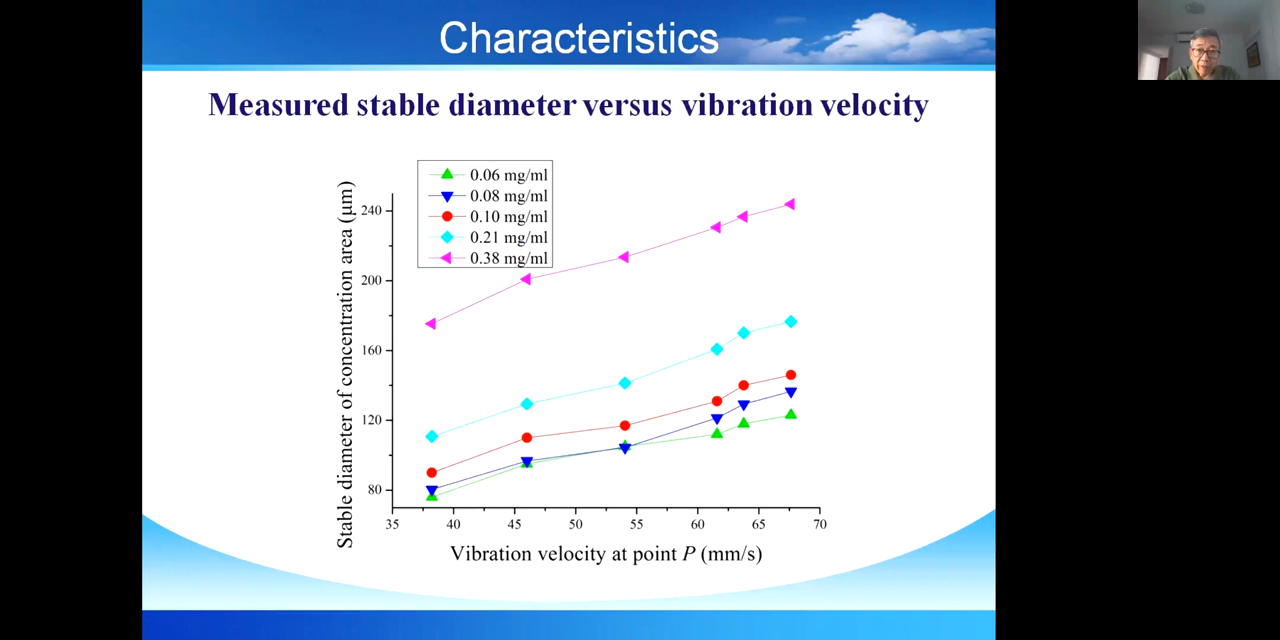 Characteristics
Measured stable diameter versus vibration velocity
0.06 mg/ml
0.08 mg/ml
0.10 mg/ml
0.21 mg/ml
0.38 mg/ml
Stable diameter of concentration area (μm)
240
200
160
120
80
35 40 45 50 55 60 65 70
Vibration velocity at point P (mm/s)